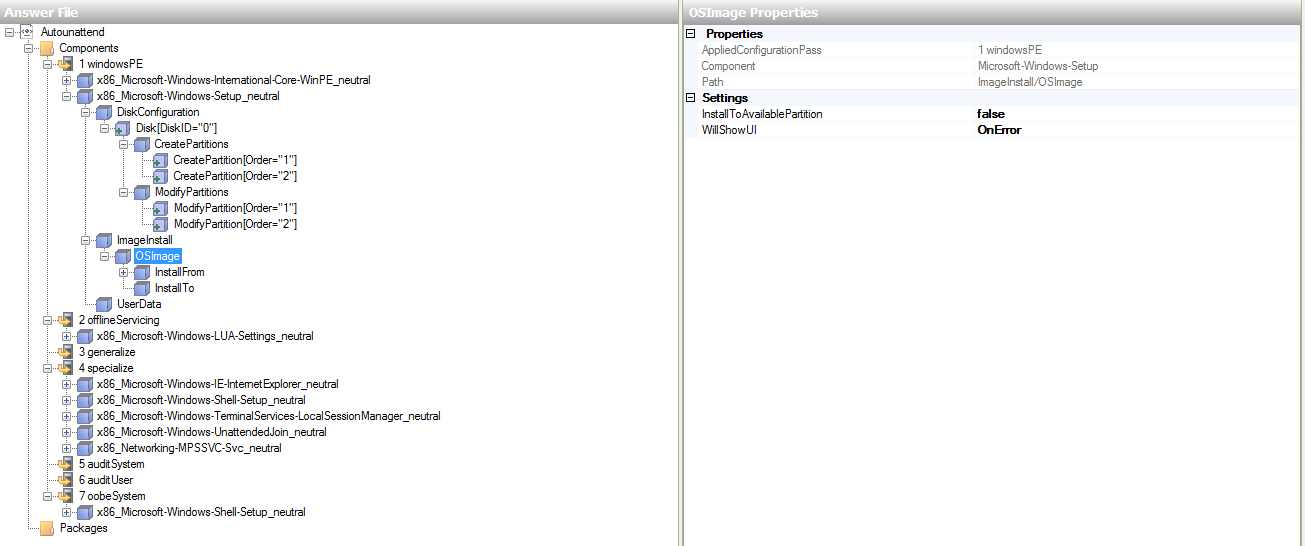 Answer File
Autounattend
Components
1 windowsPE
x86_Microsoft-Windows-International-Core-WinPE_neutral
x86_Microsoft-Windows-Setup_neutral
DiskConfiguration
Disk[DiskID="0"]
CreatePartitions
CreatePartition[Order="1"]
CreatePartition[Order="2"]
ModifyPartitions
ModifyPartition[Order="1"]
ModifyPartition[Order="2"]
ImageInstall
OSImage
InstallFrom
InstallTo
UserData
2 offlineServicing
x86_Microsoft-Windows-LUA-Settings_neutral
3 generalize
4 specialize
x86_Microsoft-Windows-IE-InternetExplorer_neutral
x86_Microsoft-Windows-Shell-Setup_neutral
x86_Microsoft-Windows-TerminalServices-LocalSessionManager_neutral
x86_Microsoft-Windows-UnattendedJoin_neutral
x86_Networking-MPSSVC-Svc_neutral
5 auditSystem
6 auditUser
7 oobeSystem
x86_Microsoft-Windows-Shell-Setup_neutral
Packages
OSImage Properties
Properties
AppliedConfigurationPass 1 windowsPE
Component Microsoft-Windows-Setup
Path ImageInstall/OSImage
Settings
InstallToAvailablePartition false
WillShowUI OnError